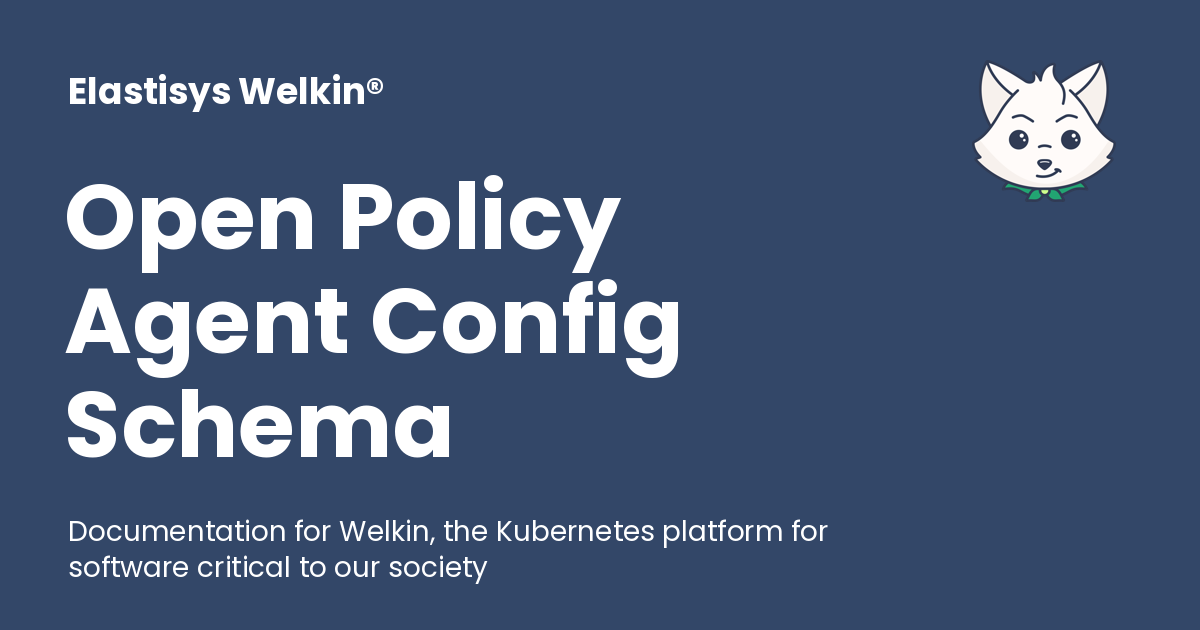 Elastisys Welkin®
Open Policy
Agent Config
Schema
Documentation for Welkin, the Kubernetes platform for
software critical to our society